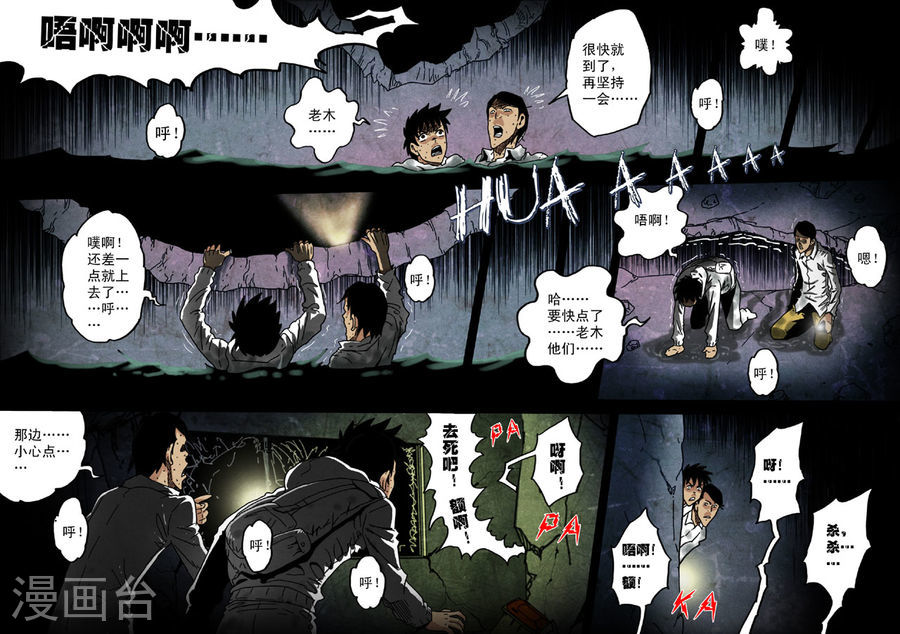 唔啊啊啊……
老木
……
呼！
很快就
到了，
再坚持
一会……
呼！
噗！
HUAAAAAAA
噗啊！
还差一
点就上
去了…
…呼…
…
呼！
哈……
要快点了
……老木
他们……
唔啊！
嗯！
呼！
那边……
小心点…
…
呼！
呼！
呼！
去死吧！
额啊！
呀啊！
PA
PA
唔啊！
额！……
呀！
……
杀，
杀……
……
KA
漫画台